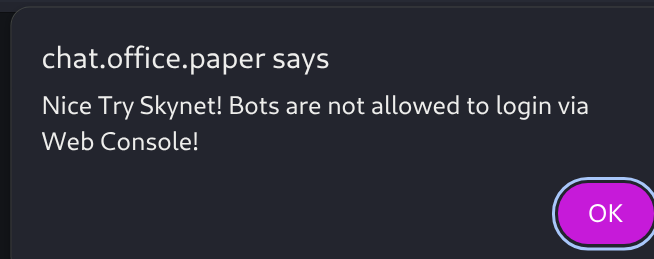 chat.office.paper says
Nice Try Skynet! Bots are not allowed to login via
Web Console!
OK